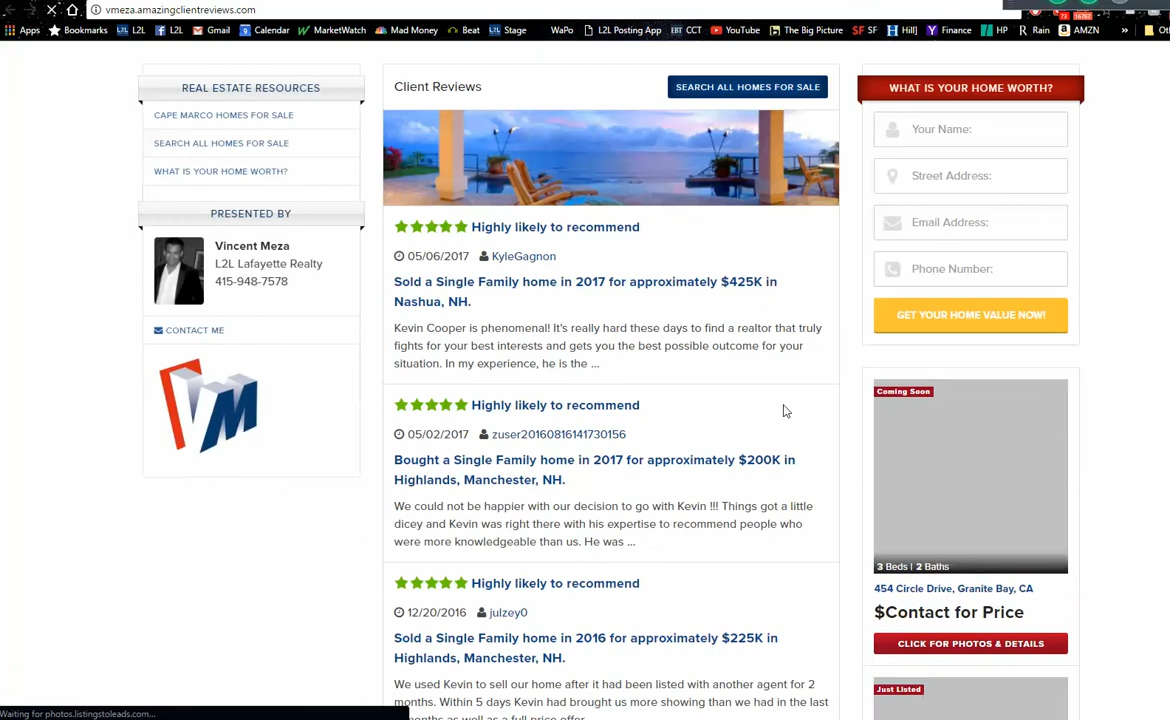 vmeza.amazingclientreviews.com
Apps Bookmarks L2L L2L Gmail Calendar MarketWatch Mad Money Beat Stage WaPo L2L Posting App CCT YouTube The Big Picture SF Hill] Finance HP Rain AMZN »
REAL ESTATE RESOURCES
CAPE MARCO HOMES FOR SALE
SEARCH ALL HOMES FOR SALE
WHAT IS YOUR HOME WORTH?
PRESENTED BY
Vincent Meza
L2L Lafayette Realty
415-948-7578
CONTACT ME
VM
Client Reviews
SEARCH ALL HOMES FOR SALE
Highly likely to recommend
05/06/2017 KyleGagnon
Sold a Single Family home in 2017 for approximately $425K in
Nashua, NH.
Kevin Cooper is phenomenal! It's really hard these days to find a realtor that truly
fights for your best interests and gets you the best possible outcome for your
situation. In my experience, he is the ...
Highly likely to recommend
05/02/2017 zuser20160816141730156
Bought a Single Family home in 2017 for approximately $200K in
Highlands, Manchester, NH.
We could not be happier with our decision to go with Kevin !!! Things got a little
dicey and Kevin was right there with his expertise to recommend people who
were more knowledgeable than us. He was ...
Highly likely to recommend
12/20/2016 julzey0
Sold a Single Family home in 2016 for approximately $225K in
Highlands, Manchester, NH.
We used Kevin to sell our home after it had been listed with another agent for 2
months. Within 5 days Kevin had brought us more showing than we had in the last
months as well as a full price offer
WHAT IS YOUR HOME WORTH?
Your Name:
Street Address:
Email Address:
Phone Number:
GET YOUR HOME VALUE NOW!
Coming Soon
3 Beds | 2 Baths
454 Circle Drive, Granite Bay, CA
$Contact for Price
CLICK FOR PHOTOS & DETAILS
Just Listed
Waiting for photos.listingstoleads.com...